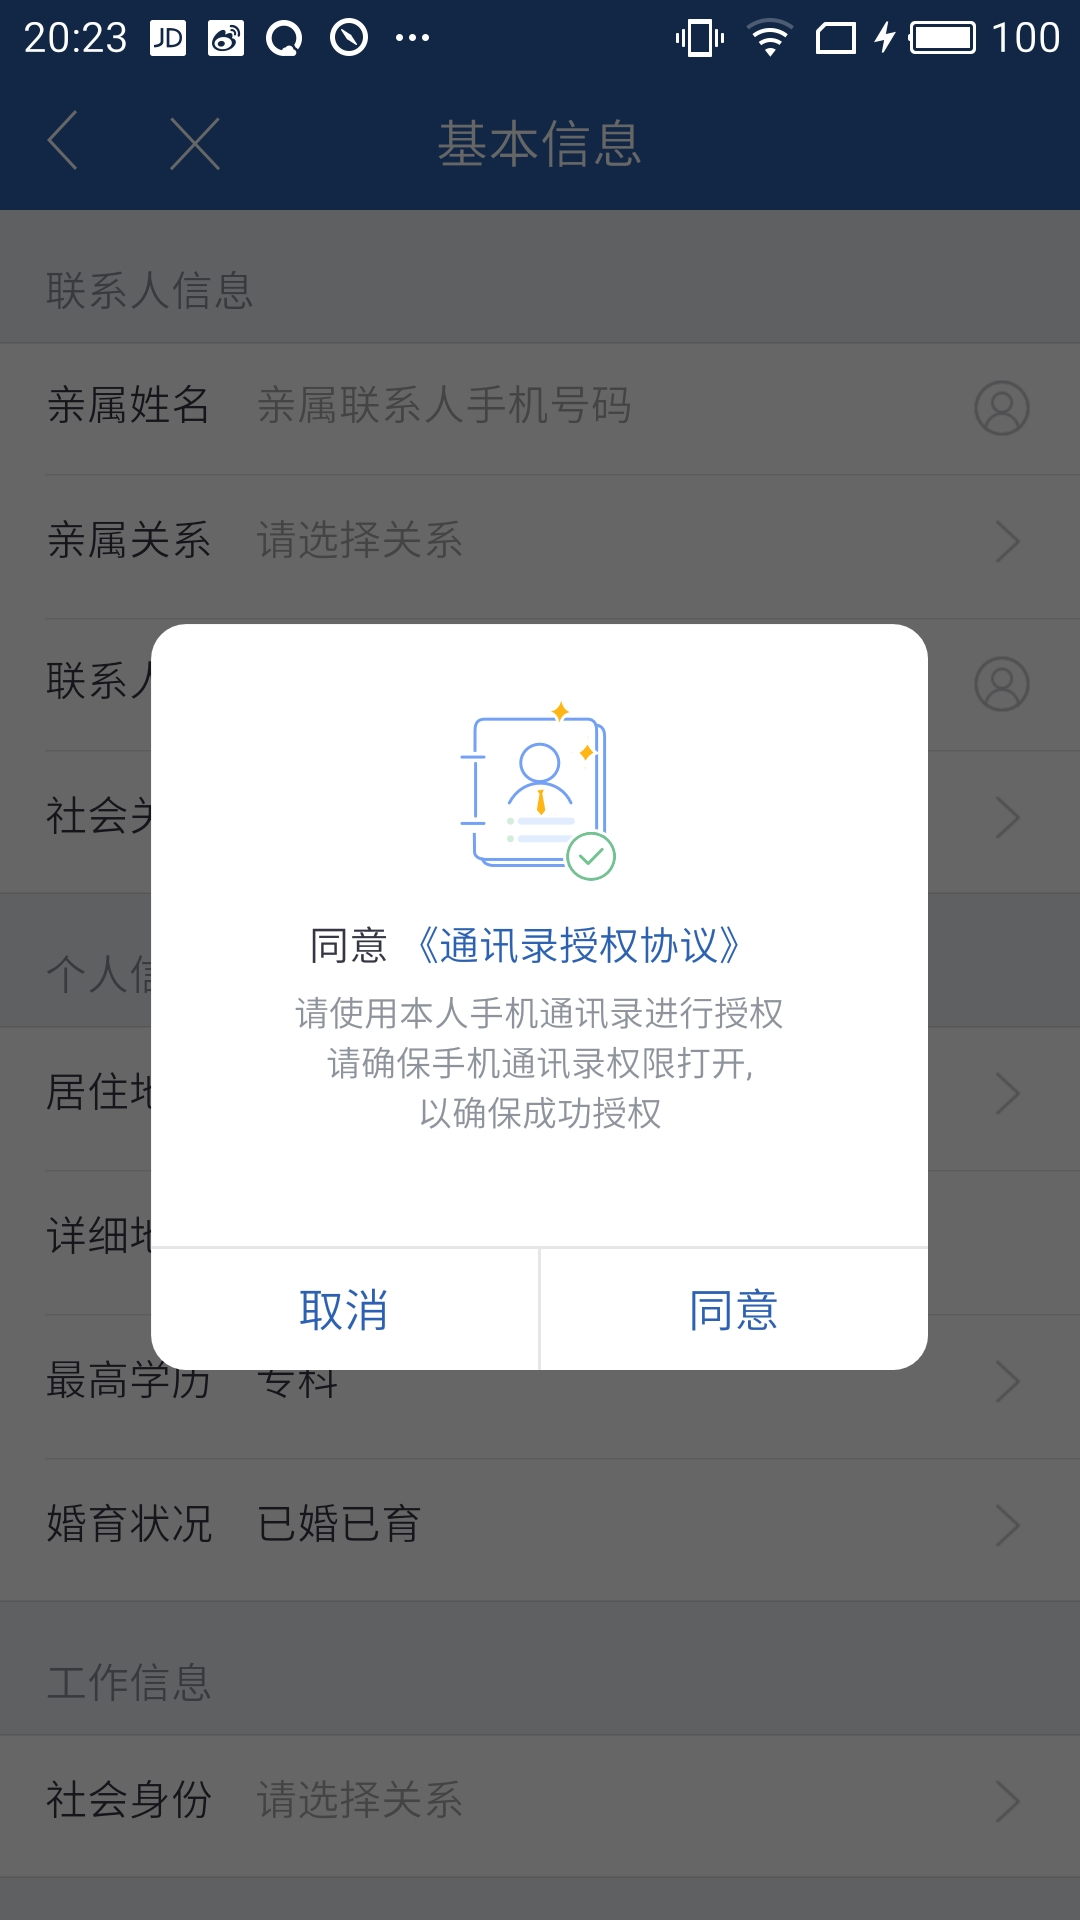 20:23 JD 100
基本信息
联系人信息
亲属姓名 亲属联系人手机号码
亲属关系 请选择关系
联系人
社会关
同意《通讯录授权协议》
请使用本人手机通讯录进行授权
请确保手机通讯录权限打开,
以确保成功授权
取消 同意
个人信
居住地
详细地
最高学历 专科
婚育状况 已婚已育
工作信息
社会身份 请选择关系